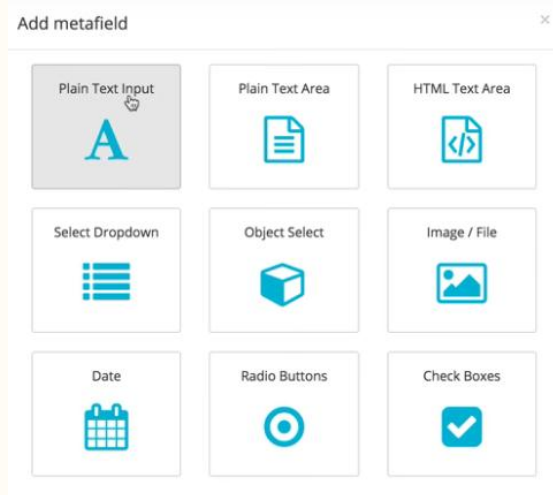 Add metafield
Plain Text Input
Plain Text Area
HTML Text Area
Select Dropdown
Object Select
Image / File
Date
Radio Buttons
Check Boxes